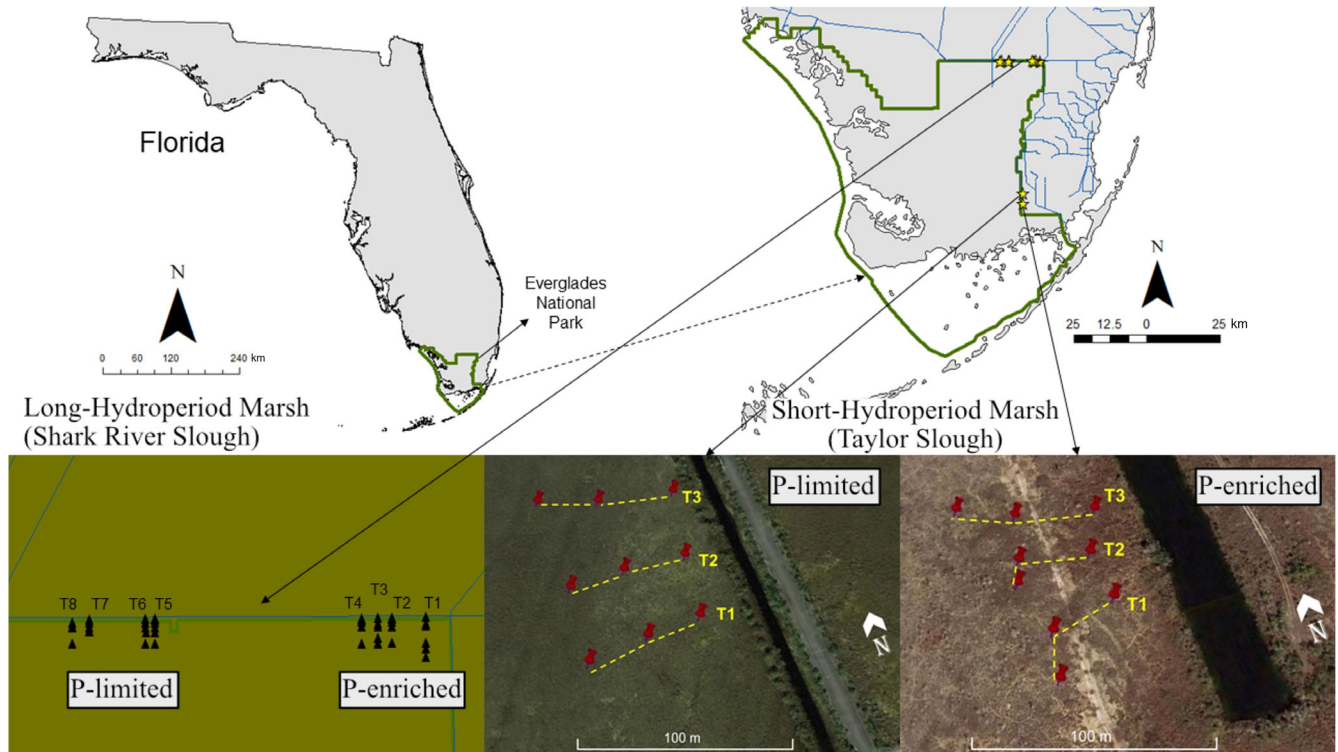 Florida
N
0 60 120 240 km
Everglades
National
Park
N
25 12.5 0 25 km
Long-Hydroperiod Marsh
(Shark River Slough)
Short-Hydroperiod Marsh
(Taylor Slough)
T8 T7 T6 T5 T4 T3 T2 T1
P-limited
P-enriched
P-limited
T3
T2
T1
N
100 m
P-enriched
T3
T2
T1
N
100 m